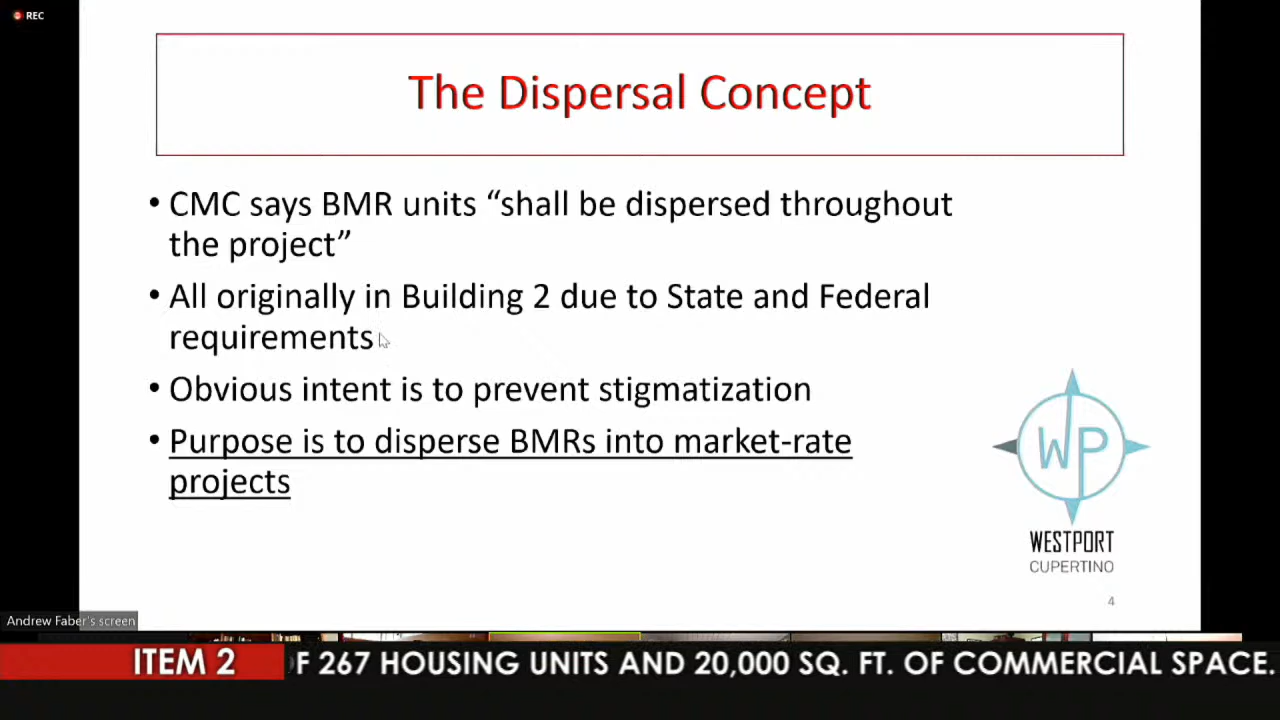 REC
The Dispersal Concept
• CMC says BMR units “shall be dispersed throughout
the project”
• All originally in Building 2 due to State and Federal
requirements
• Obvious intent is to prevent stigmatization
• Purpose is to disperse BMRs into market-rate
projects
WP
WESTPORT
CUPERTINO
4
Andrew Faber's screen
ITEM 2
F 267 HOUSING UNITS AND 20,000 SQ. FT. OF COMMERCIAL SPACE.